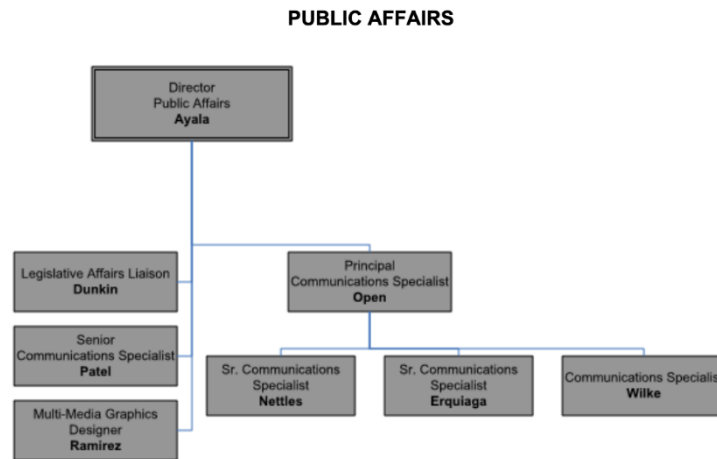 PUBLIC AFFAIRS
Director
Public Affairs
Ayala
Legislative Affairs Liaison
Dunkin
Principal
Communications Specialist
Open
Senior
Communications Specialist
Patel
Sr. Communications
Specialist
Nettles
Sr. Communications
Specialist
Erquiaga
Communications Specialis
Wilke
Multi-Media Graphics
Designer
Ramirez